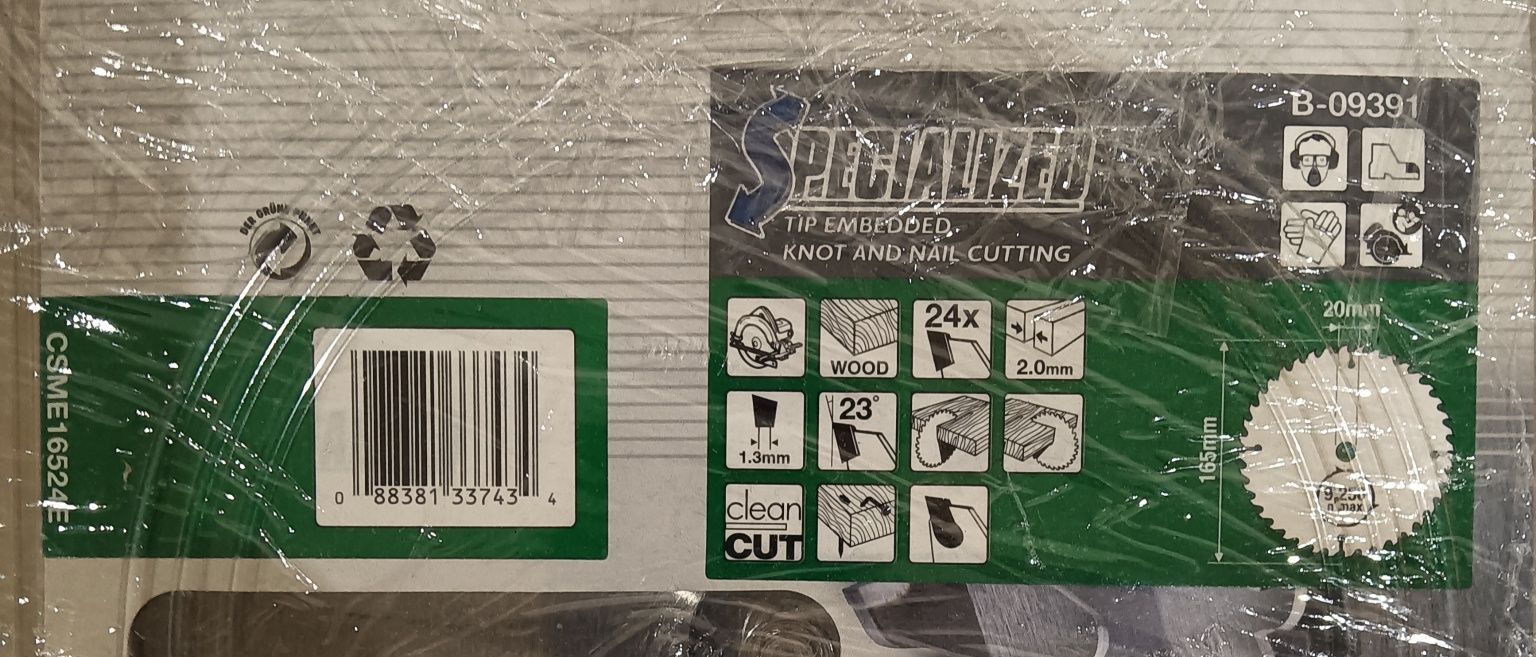 DER GRÜNE PUNKT
CSME16524E
0 88381 33743 4
SPECIALIZED
TIP EMBEDDED
KNOT AND NAIL CUTTING
B-09391
WOOD
24x
2.0mm
1.3mm
23°
clean
CUT
20mm
165mm
max